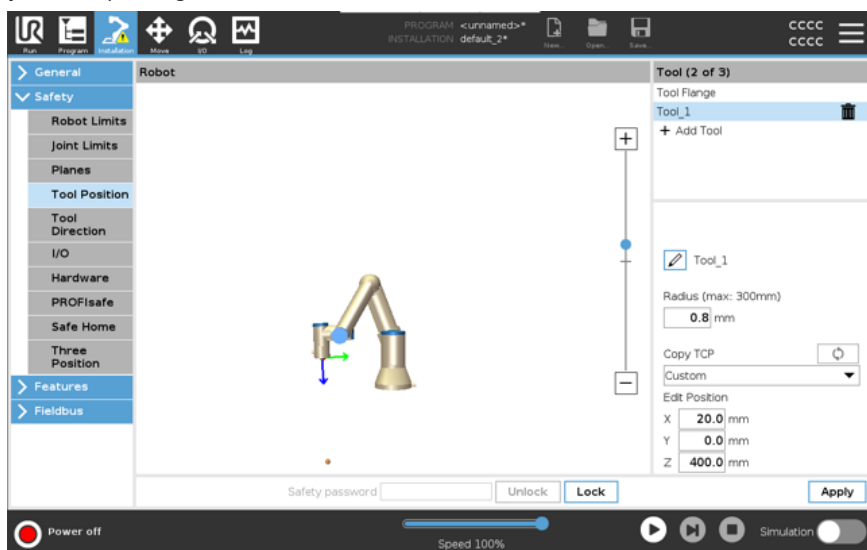 PROGRAM <unnamed>*
INSTALLATION default_2*
Run
Program
Installation
Move
I/O
Log
New...
Open...
Save...
cccc
cccc
General
Safety
Robot Limits
Joint Limits
Planes
Tool Position
Tool
Direction
I/O
Hardware
PROFIsafe
Safe Home
Three
Position
Features
Fieldbus
Robot
Tool (2 of 3)
Tool Flange
Tool_1
+ Add Tool
Tool_1
Radius (max: 300mm)
0.8 mm
Copy TCP
Custom
Edit Position
X 20.0 mm
Y 0.0 mm
Z 400.0 mm
Safety password
Unlock
Lock
Apply
Power off
Speed 100%
Simulation